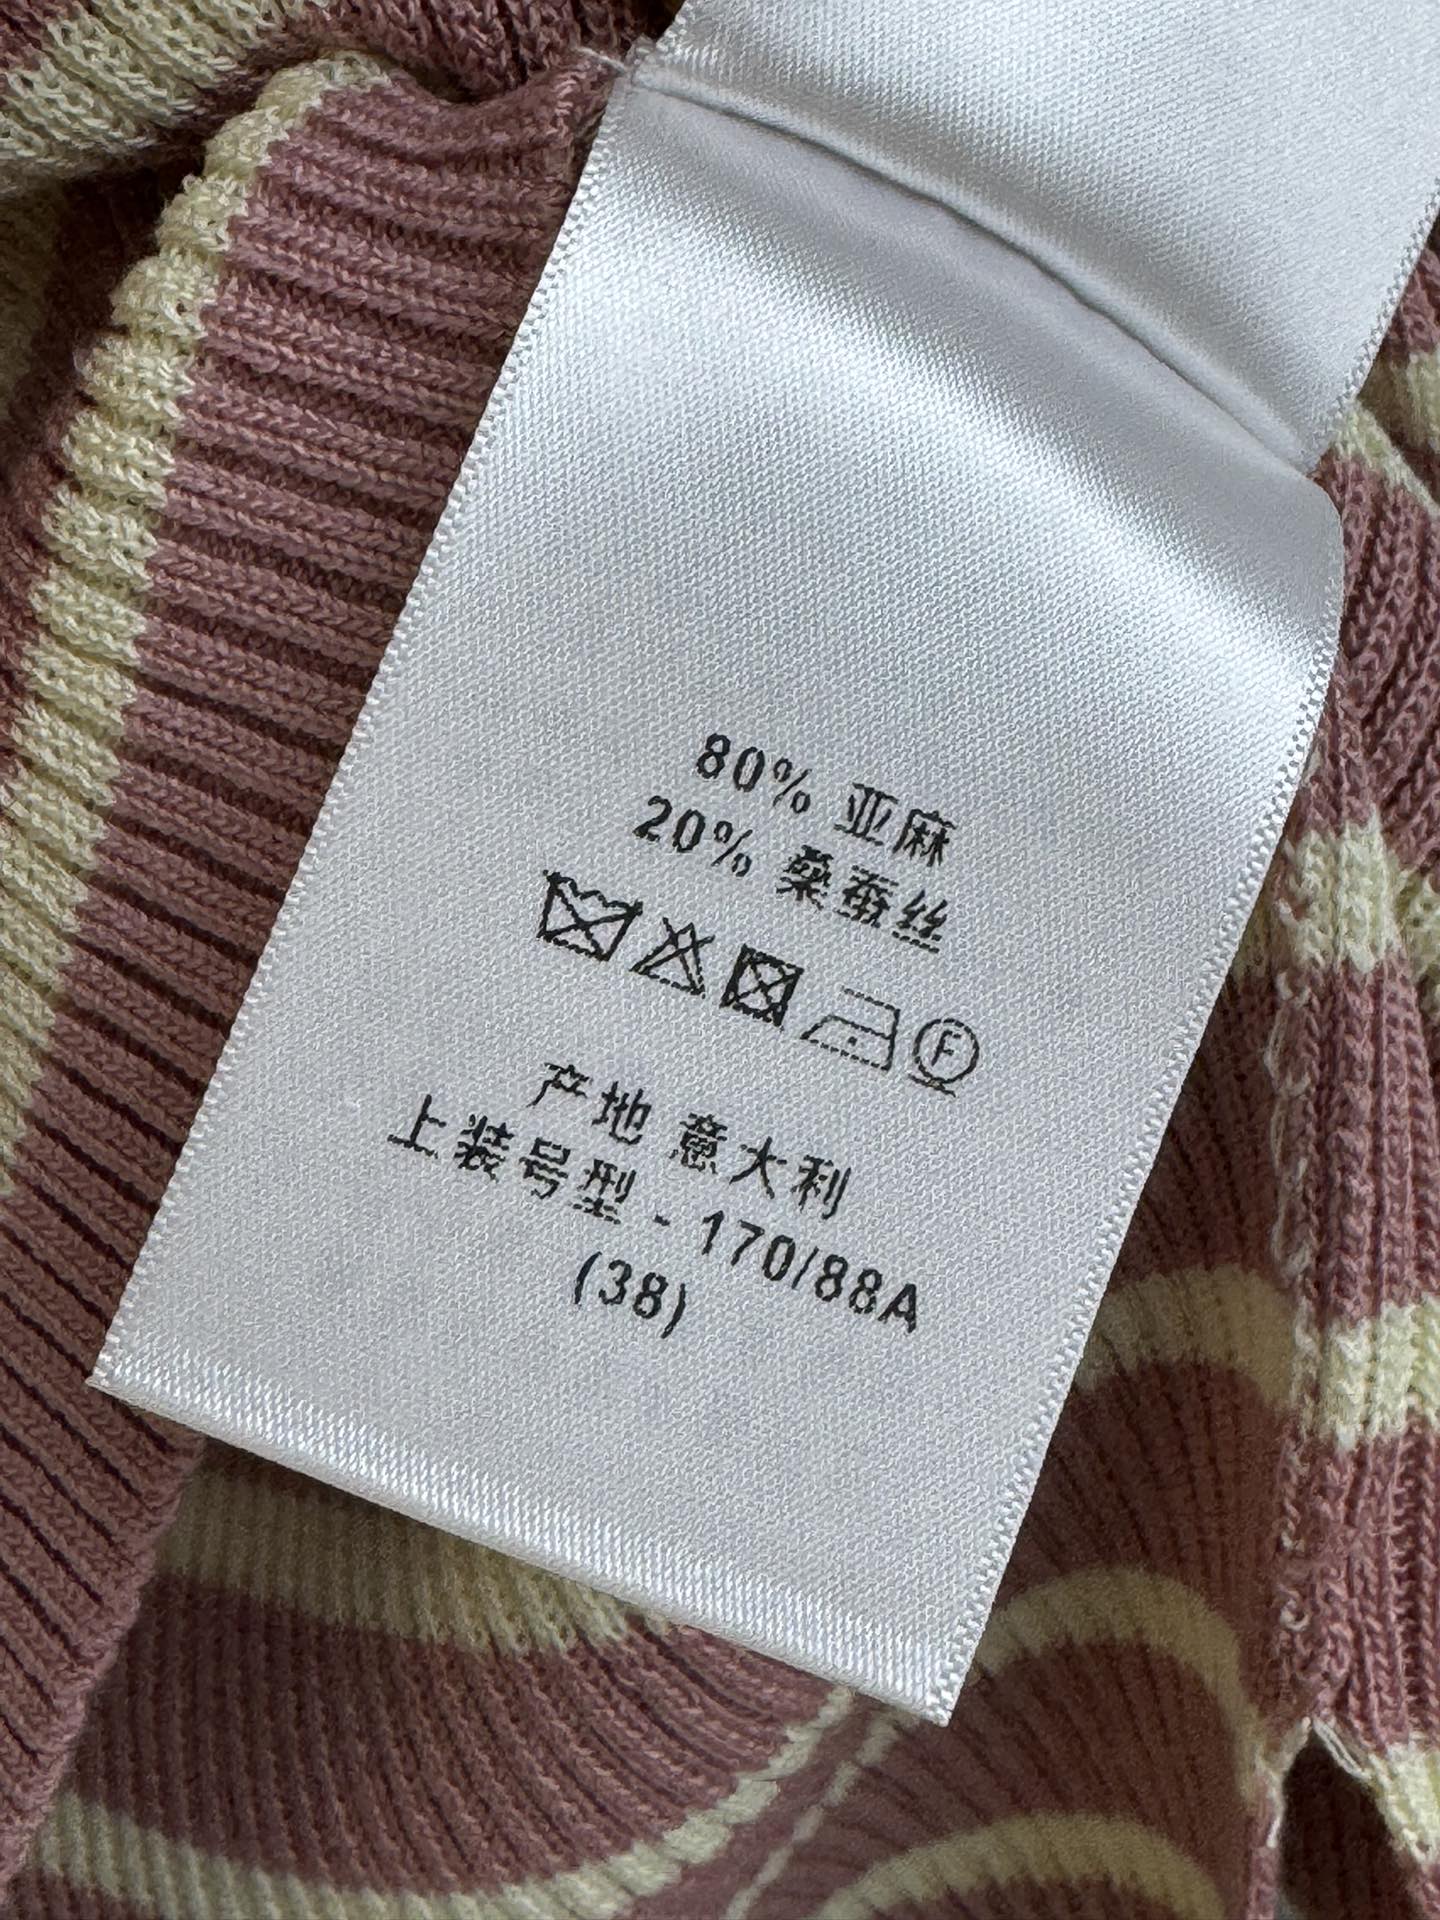 80% 亚麻
20% 桑蚕丝
F
产地 意大利
上装号型 - 170/88A
(38)